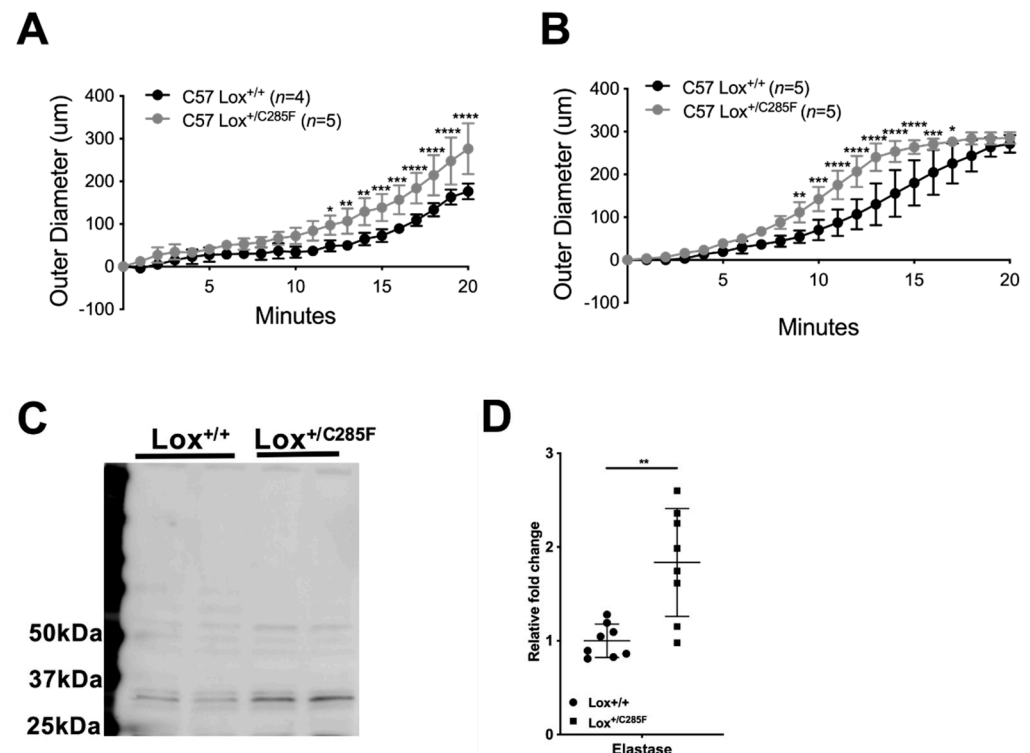 A
C57 Lox+/+ (n=4)
C57 Lox+/C285F (n=5)
Outer Diameter (um)
400
300
200
100
0
-100
* ** ** *** *** **** **** **** ****
5 10 15 20
Minutes
B
C57 Lox+/+ (n=5)
C57 Lox+/C285F (n=5)
Outer Diameter (um)
400
300
200
100
0
-100
** *** **** **** **** **** **** *** *
5 10 15 20
Minutes
C
Lox+/+ Lox+/C285F
50kDa
37kDa
25kDa
D
Relative fold change
3
2
1
0
**
Lox+/+
Lox+/C285F
Elastase